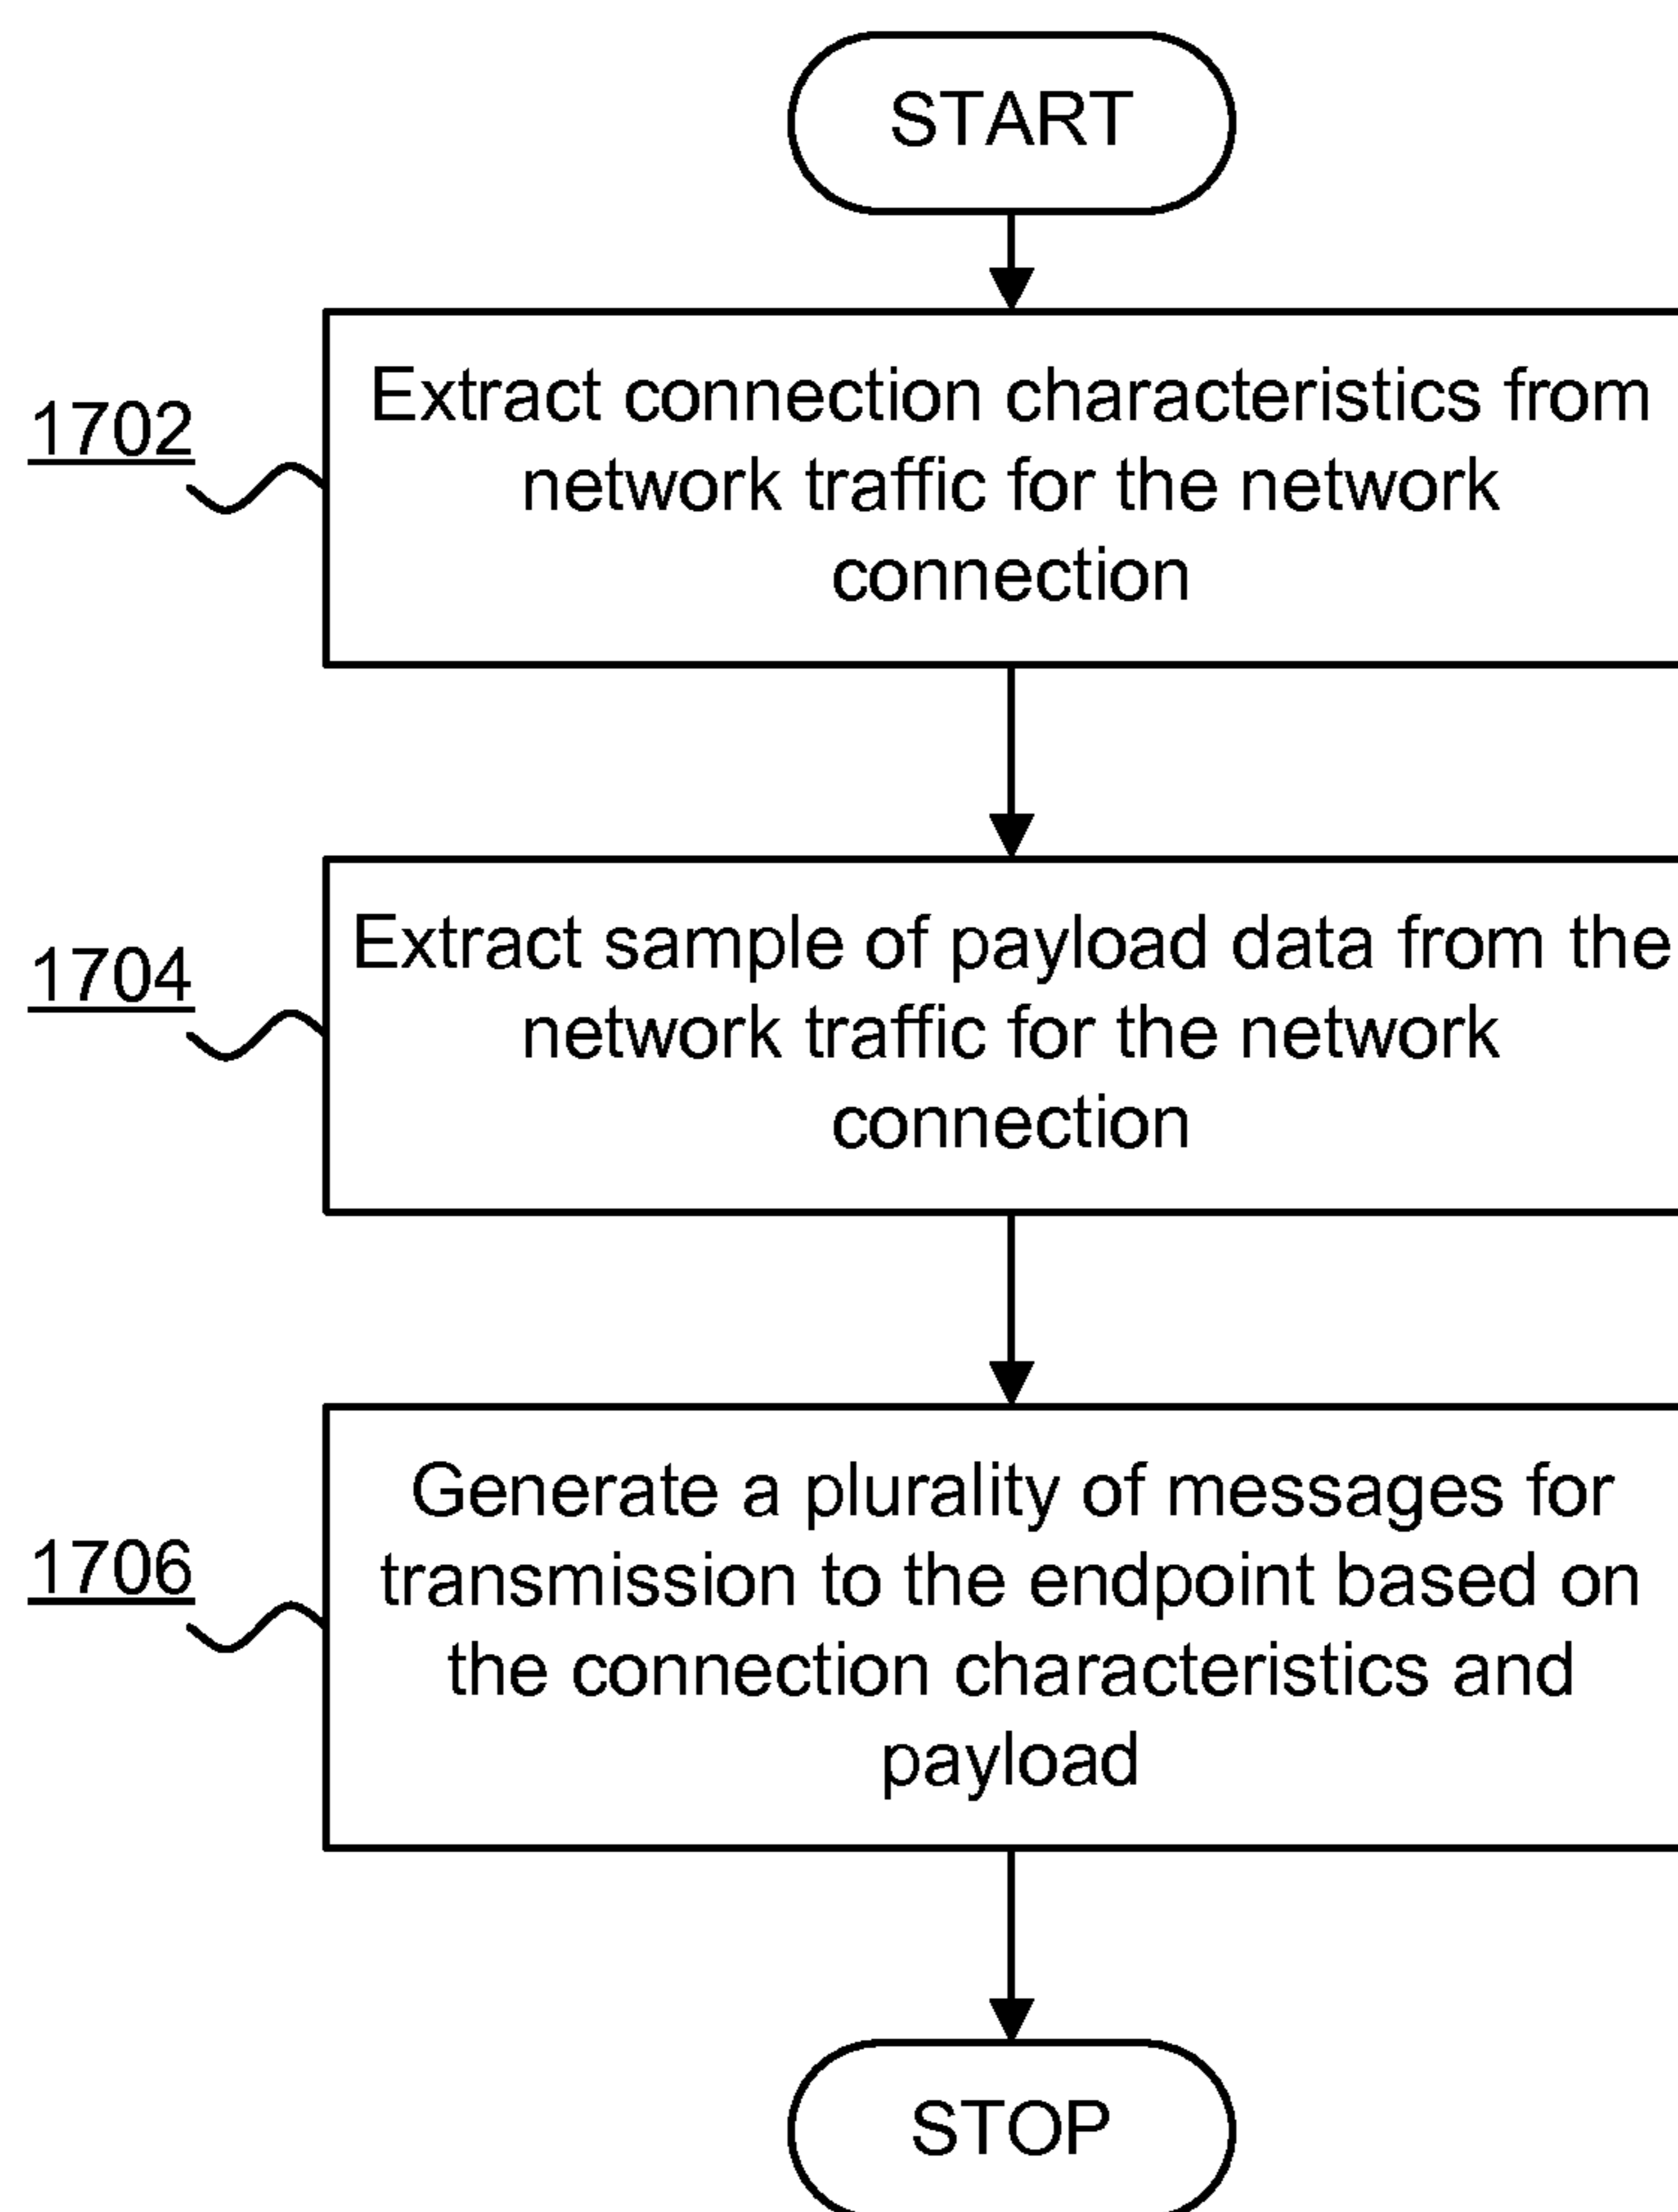 START
1702
Extract connection characteristics from
network traffic for the network
connection
1704
Extract sample of payload data from the
network traffic for the network
connection
1706
Generate a plurality of messages for
transmission to the endpoint based on
the connection characteristics and
payload
STOP